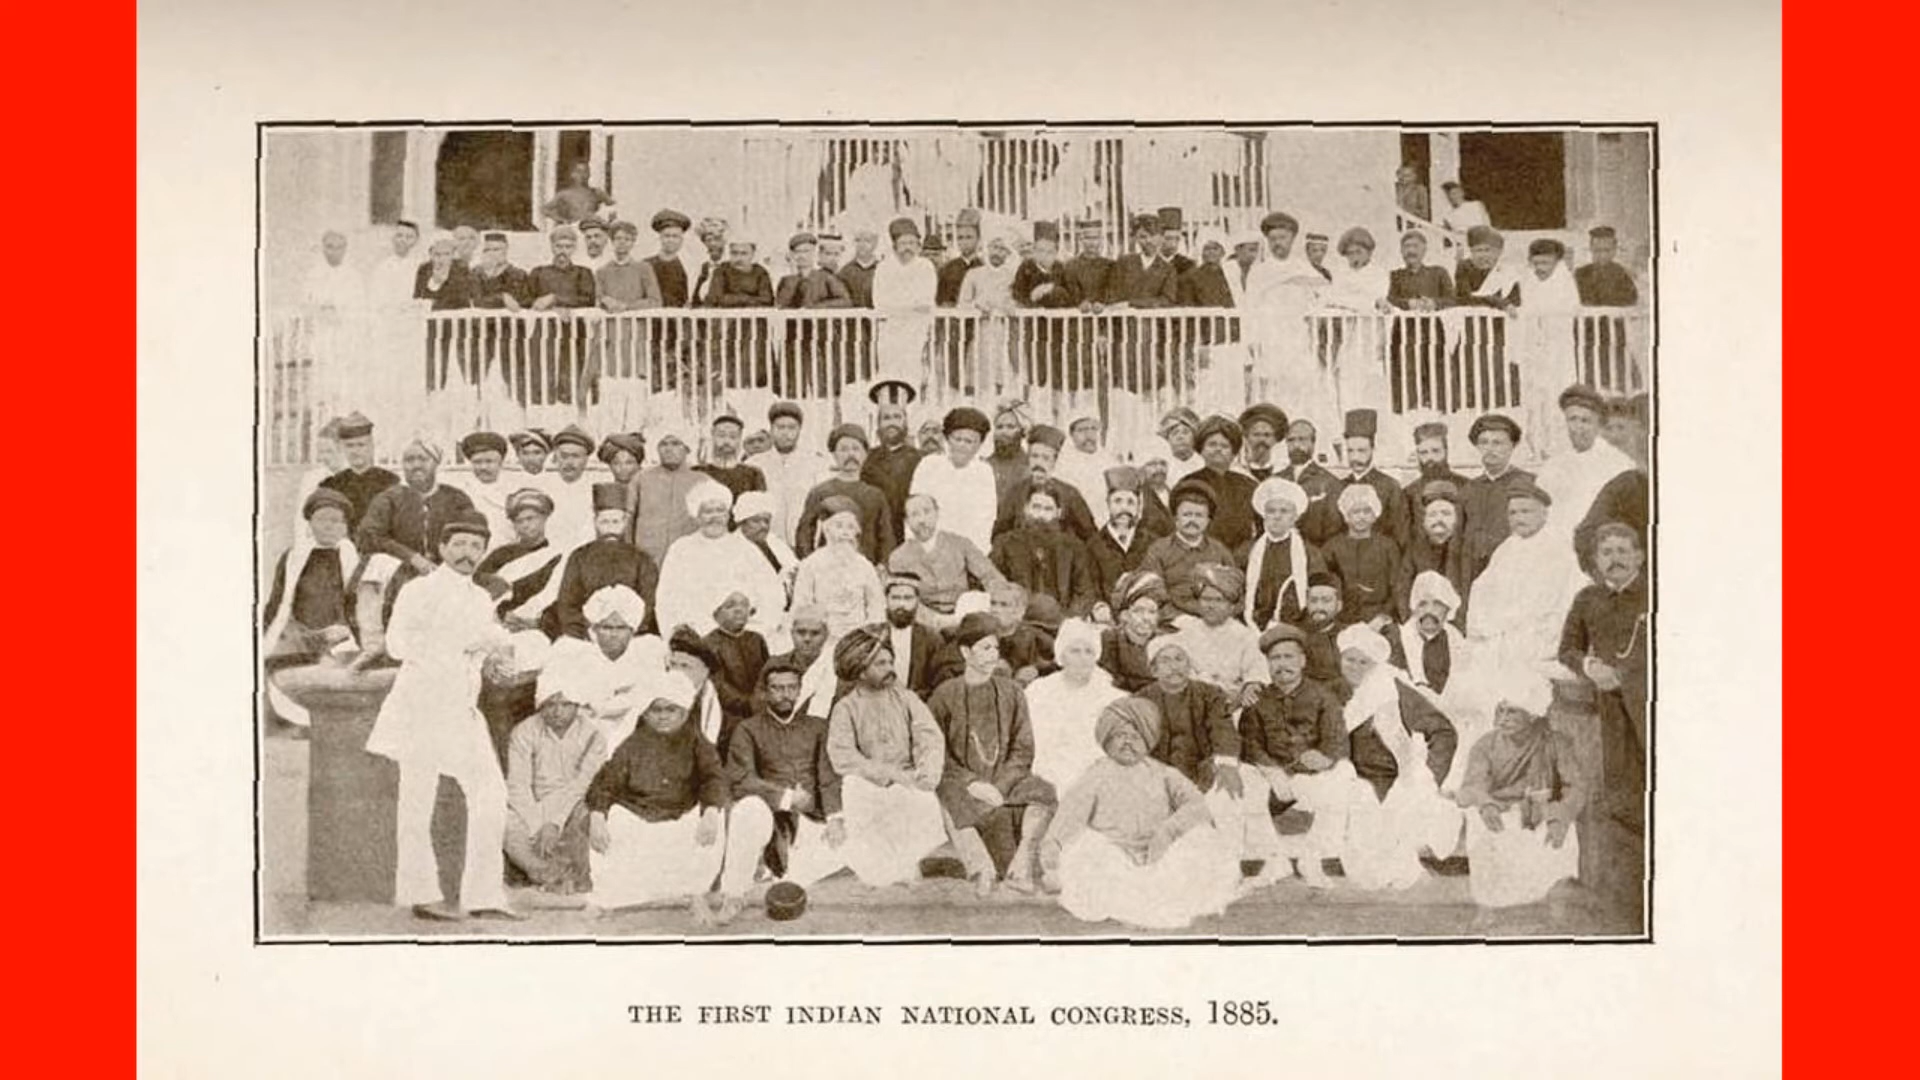 THE FIRST INDIAN NATIONAL CONGRESS, 1885.